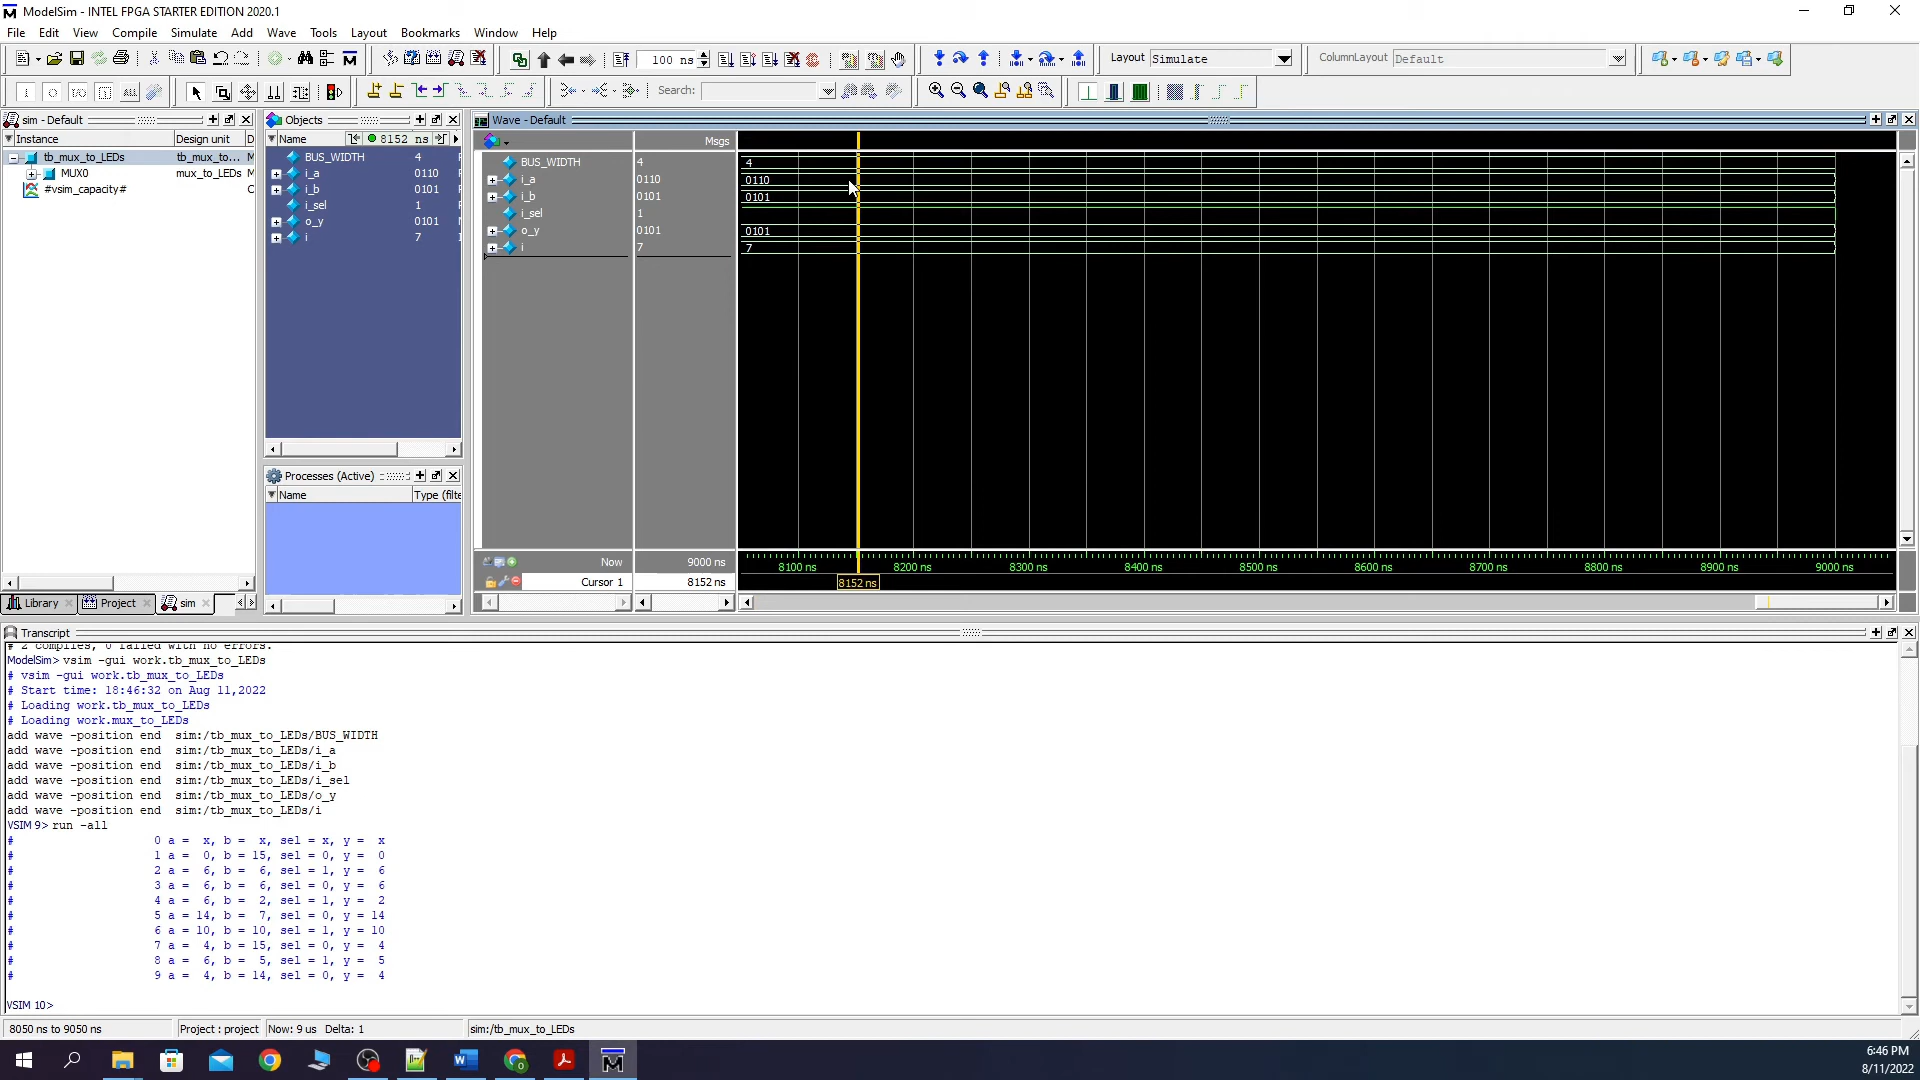 ModelSim - INTEL FPGA STARTER EDITION 2020.1
File Edit View Compile Simulate Add Wave Tools Layout Bookmarks Window Help
100 ns
Layout Simulate
ColumnLayout Default
Search:
sim - Default
Instance Design unit D
tb_mux_to_LEDs tb_mux_to... M
MUX0 mux_to_LEDs M
#vsim_capacity# C
Library Project sim
Objects
Name 8152 ns
BUS_WIDTH 4 P
i_a 0110 F
i_b 0101 F
i_sel 1 F
o_y 0101
i 7
Processes (Active)
Name Type (filte
Wave - Default
Msgs
BUS_WIDTH 4 4
i_a 0110 0110
i_b 0101 0101
i_sel 1
o_y 0101 0101
i 7 7
Now 9000 ns
8100 ns 8200 ns 8300 ns 8400 ns 8500 ns 8600 ns 8700 ns 8800 ns 8900 ns 9000 ns
Cursor 1 8152 ns 8152 ns
Transcript
# 2 compiles, 0 failed with no errors.
ModelSim> vsim -gui work.tb_mux_to_LEDs
# vsim -gui work.tb_mux_to_LEDs
# Start time: 18:46:32 on Aug 11,2022
# Loading work.tb_mux_to_LEDs
# Loading work.mux_to_LEDs
add wave -position end  sim:/tb_mux_to_LEDs/BUS_WIDTH
add wave -position end  sim:/tb_mux_to_LEDs/i_a
add wave -position end  sim:/tb_mux_to_LEDs/i_b
add wave -position end  sim:/tb_mux_to_LEDs/i_sel
add wave -position end  sim:/tb_mux_to_LEDs/o_y
add wave -position end  sim:/tb_mux_to_LEDs/i
VSIM 9> run -all
# 0 a =  x, b =  x, sel = x, y =  x
# 1 a =  0, b = 15, sel = 0, y =  0
# 2 a =  6, b =  6, sel = 1, y =  6
# 3 a =  6, b =  6, sel = 0, y =  6
# 4 a =  6, b =  2, sel = 1, y =  2
# 5 a = 14, b =  7, sel = 0, y = 14
# 6 a = 10, b = 10, sel = 1, y = 10
# 7 a =  4, b = 15, sel = 0, y =  4
# 8 a =  6, b =  5, sel = 1, y =  5
# 9 a =  4, b = 14, sel = 0, y =  4
VSIM 10>
8050 ns to 9050 ns Project : project Now: 9 us Delta: 1 sim:/tb_mux_to_LEDs
6:46 PM
8/11/2022